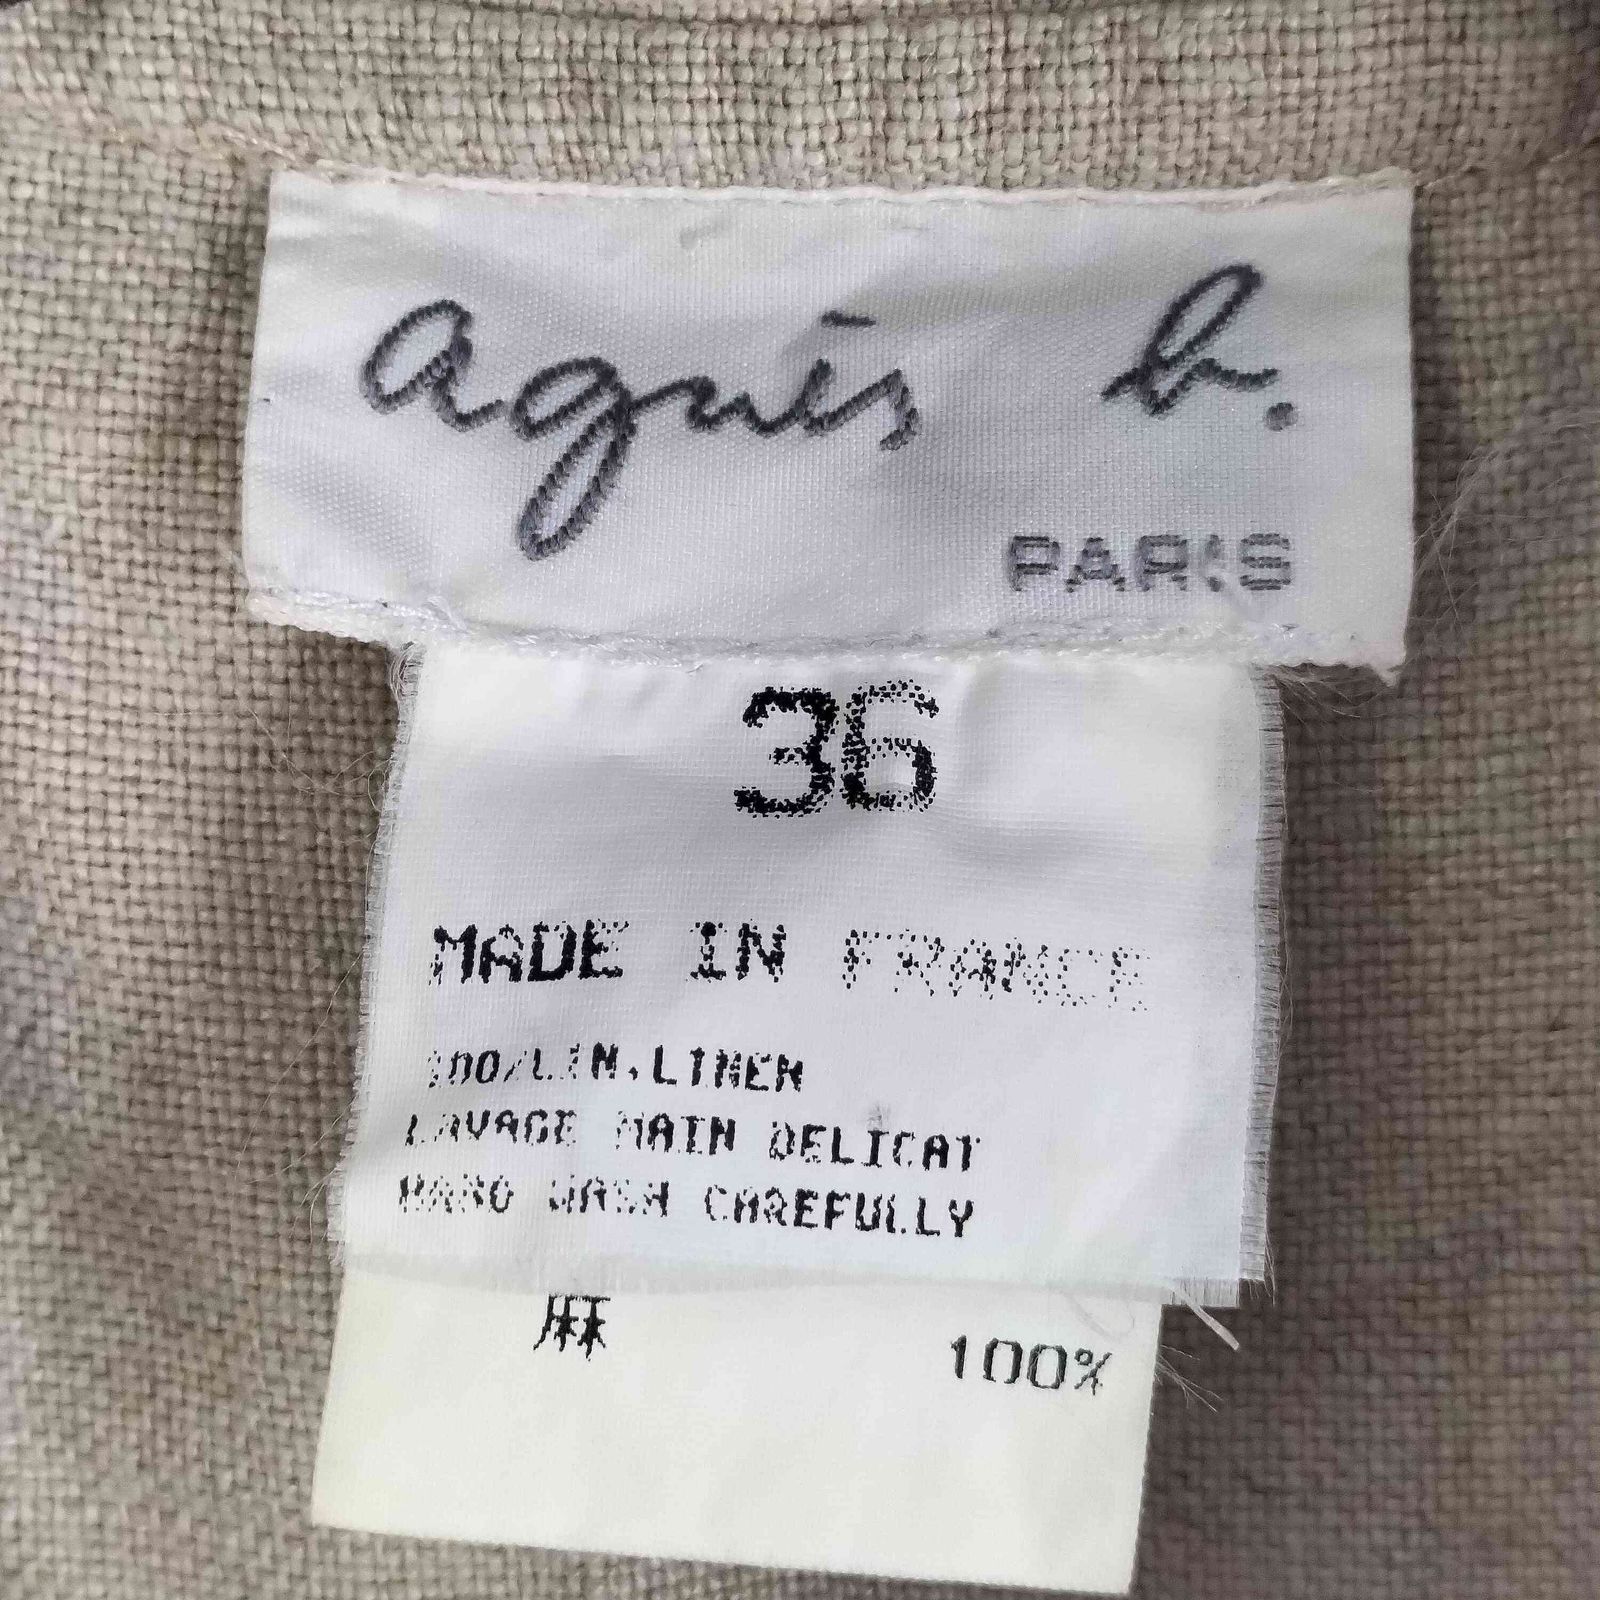 agnès b.
PARIS
36
MADE IN FRANCE
100% LIN. LINEN
LAVAGE MAIN DELICAT
HAND WASH CAREFULLY
麻 100%